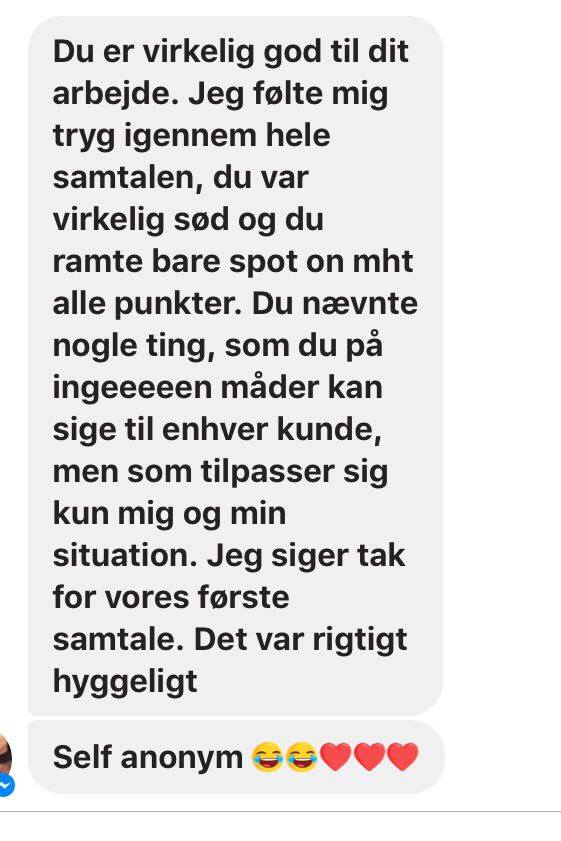 Du er virkelig god til dit
arbejde. Jeg følte mig
tryg igennem hele
samtalen, du var
virkelig sød og du
ramte bare spot on mht
alle punkter. Du nævnte
nogle ting, som du på
ingeeeeen måder kan
sige til enhver kunde,
men som tilpasser sig
kun mig og min
situation. Jeg siger tak
for vores første
samtale. Det var rigtigt
hyggeligt
Self anonym 😂😂❤️❤️❤️